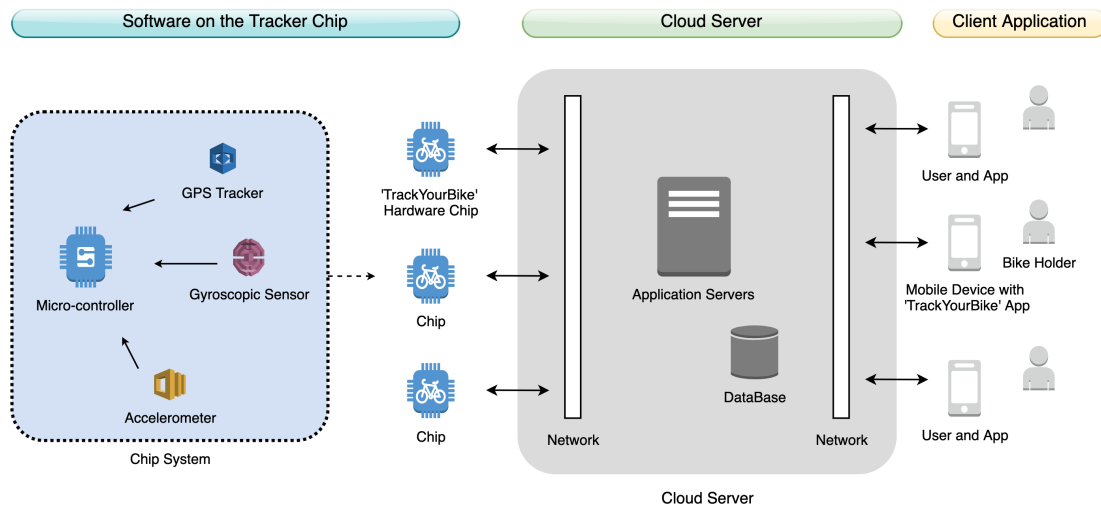 Software on the Tracker Chip
Cloud Server
Client Application
GPS Tracker
Gyroscopic Sensor
Micro-controller
Accelerometer
Chip System
'TrackYourBike'
Hardware Chip
Chip
Chip
Network
Application Servers
DataBase
Network
Cloud Server
User and App
Bike Holder
Mobile Device with
'TrackYourBike' App
User and App